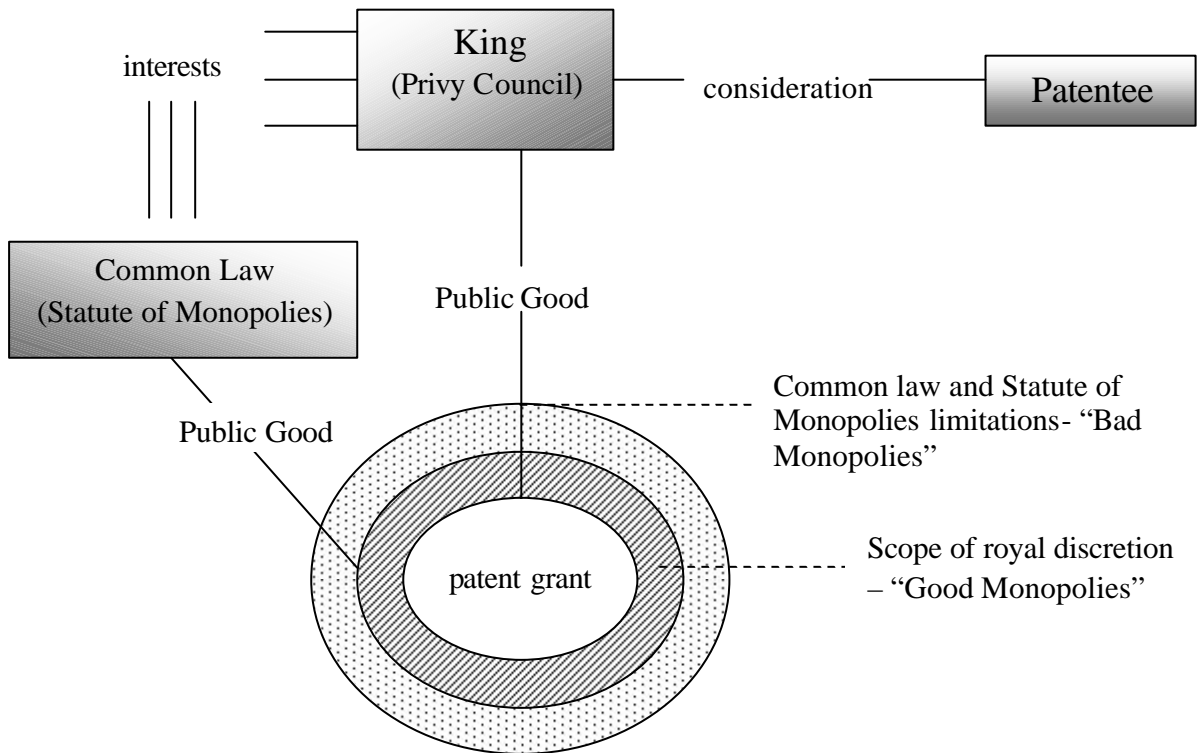 King
(Privy Council)
interests
consideration
Patentee
Common Law
(Statute of Monopolies)
Public Good
Public Good
Common law and Statute of
Monopolies limitations- “Bad
Monopolies”
Scope of royal discretion
– “Good Monopolies”
patent grant